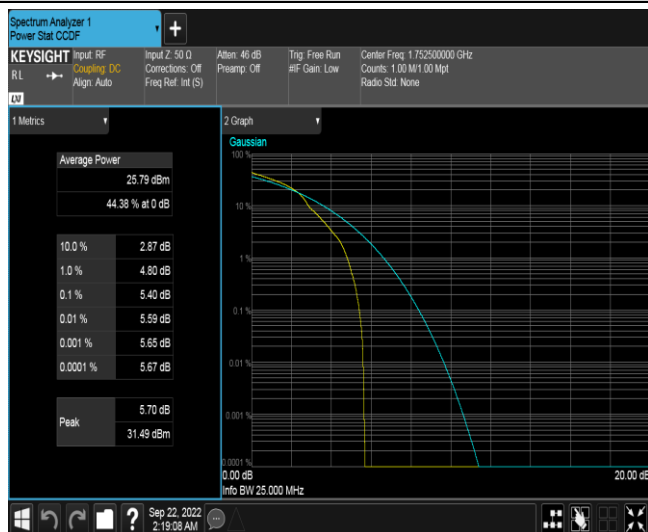 Spectrum Analyzer 1
Power Stat CCDF
+
KEYSIGHT
RL
Input: RF
Coupling: DC
Align: Auto
Input Z: 50 Ω
Corrections: Off
Freq Ref: Int (S)
Atten: 46 dB
Preamp: Off
Trig: Free Run
#IF Gain: Low
Center Freq: 1.752500000 GHz
Counts: 1.00 M/1.00 Mpt
Radio Std: None
LXI
1 Metrics
Average Power
25.79 dBm
44.38 % at 0 dB
10.0 % 2.87 dB
1.0 % 4.80 dB
0.1 % 5.40 dB
0.01 % 5.59 dB
0.001 % 5.65 dB
0.0001 % 5.67 dB
Peak
5.70 dB
31.49 dBm
2 Graph
Gaussian
100 %
10 %
1 %
0.1 %
0.01 %
0.001 %
0.0001 %
0.00 dB 20.00 dB
Info BW 25.000 MHz
?
Sep 22, 2022
2:19:08 AM